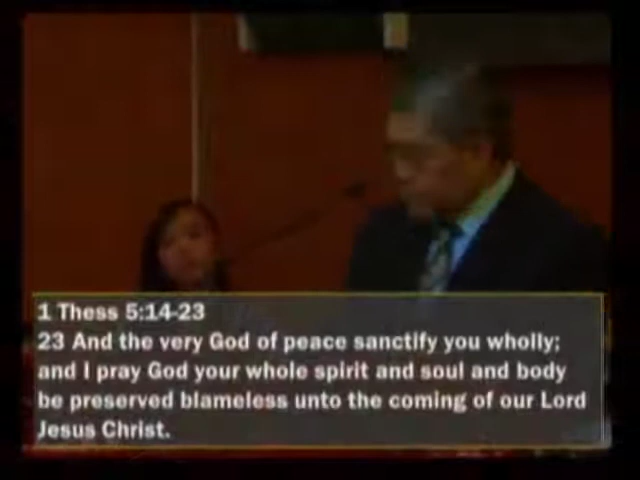 1 Thess 5:14-23
23 And the very God of peace sanctify you wholly;
and I pray God your whole spirit and soul and body
be preserved blameless unto the coming of our Lord
Jesus Christ.